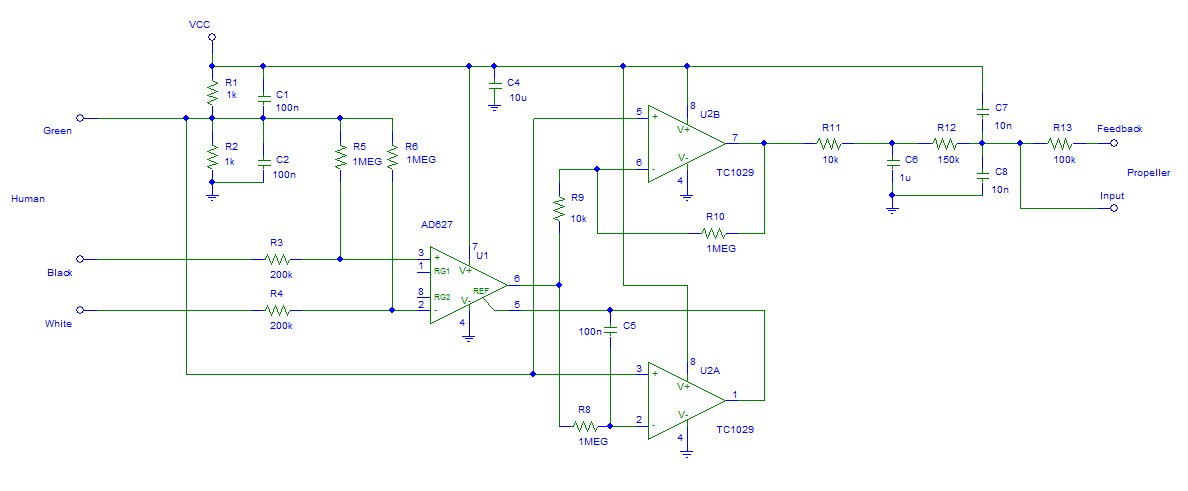 VCC
R1
1k
C1
100n
C4
10u
Green
R2
1k
C2
100n
R5
1MEG
R6
1MEG
Human
Black
White
R3
200k
R4
200k
AD627
U1
3
+
1
RG1
8
RG2
2
-
V+
7
V-
4
REF
6
5
R9
10k
5
+
6
-
8
V+
U2B
V-
4
7
TC1029
R10
1MEG
100n
C5
R8
1MEG
3
+
2
-
8
V+
U2A
V-
4
1
TC1029
R11
10k
C6
1u
R12
150k
C7
10n
C8
10n
R13
100k
Feedback
Propeller
Input